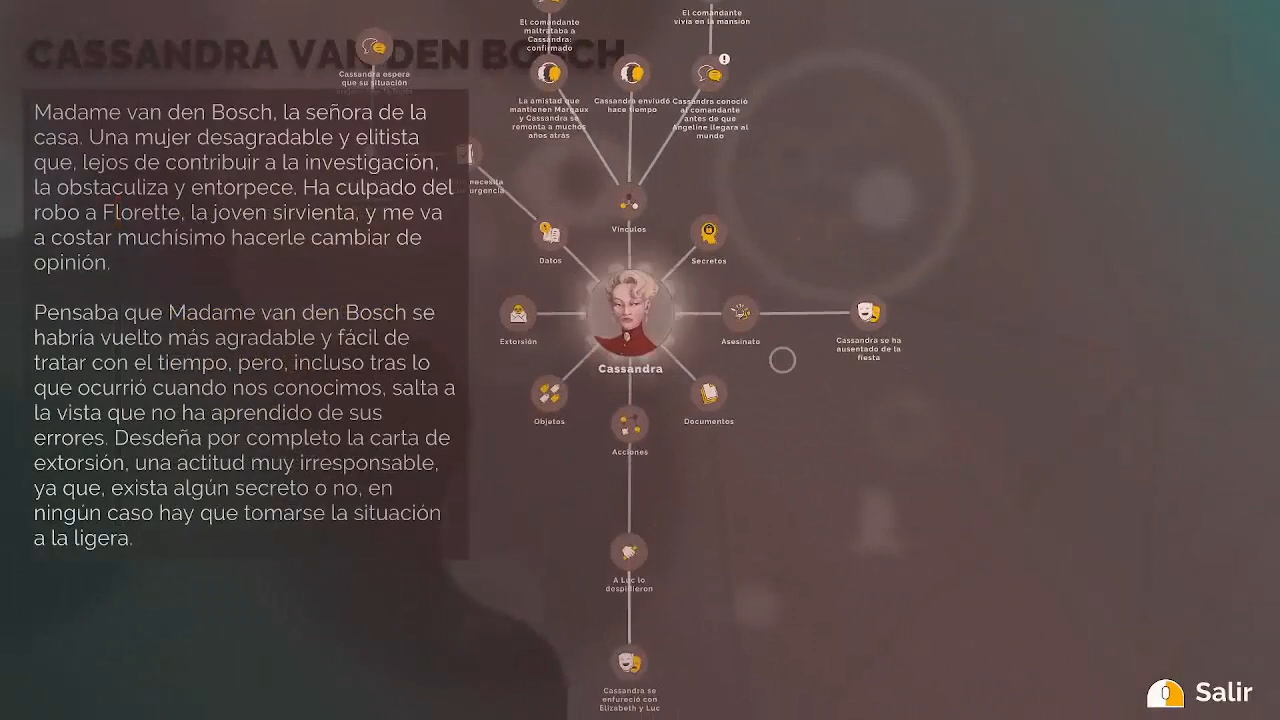 CASSANDRA VAN DEN BOSCH
Madame van den Bosch, la señora de la
casa. Una mujer desagradable y elitista
que, lejos de contribuir a la investigación,
la obstaculiza y entorpece. Ha culpado del
robo a Florette, la joven sirvienta, y me va
a costar muchísimo hacerle cambiar de
opinión.
Pensaba que Madame van den Bosch se
habría vuelto más agradable y fácil de
tratar con el tiempo, pero, incluso tras lo
que ocurrió cuando nos conocimos, salta a
la vista que no ha aprendido de sus
errores. Desdeña por completo la carta de
extorsión, una actitud muy irresponsable,
ya que, exista algún secreto o no, en
ningún caso hay que tomarse la situación
a la ligera.
El comandante
maltrataba a
Cassandra:
confirmado
El comandante
vivía en la mansión
Cassandra espera
que su situación
La amistad que
mantienen Margaux
y Cassandra se
remonta a muchos
años atrás
Cassandra enviudó
hace tiempo
Cassandra conoció
al comandante
antes de que
Angeline llegara al
mundo
necesita
urgencia
Vínculos
Datos
Secretos
Extorsión
Asesinato
Cassandra se ha
ausentado de la
fiesta
Cassandra
Objetos
Documentos
Acciones
A Luc lo
despidieron
Cassandra se
enfureció con
Elizabeth y Luc
Salir